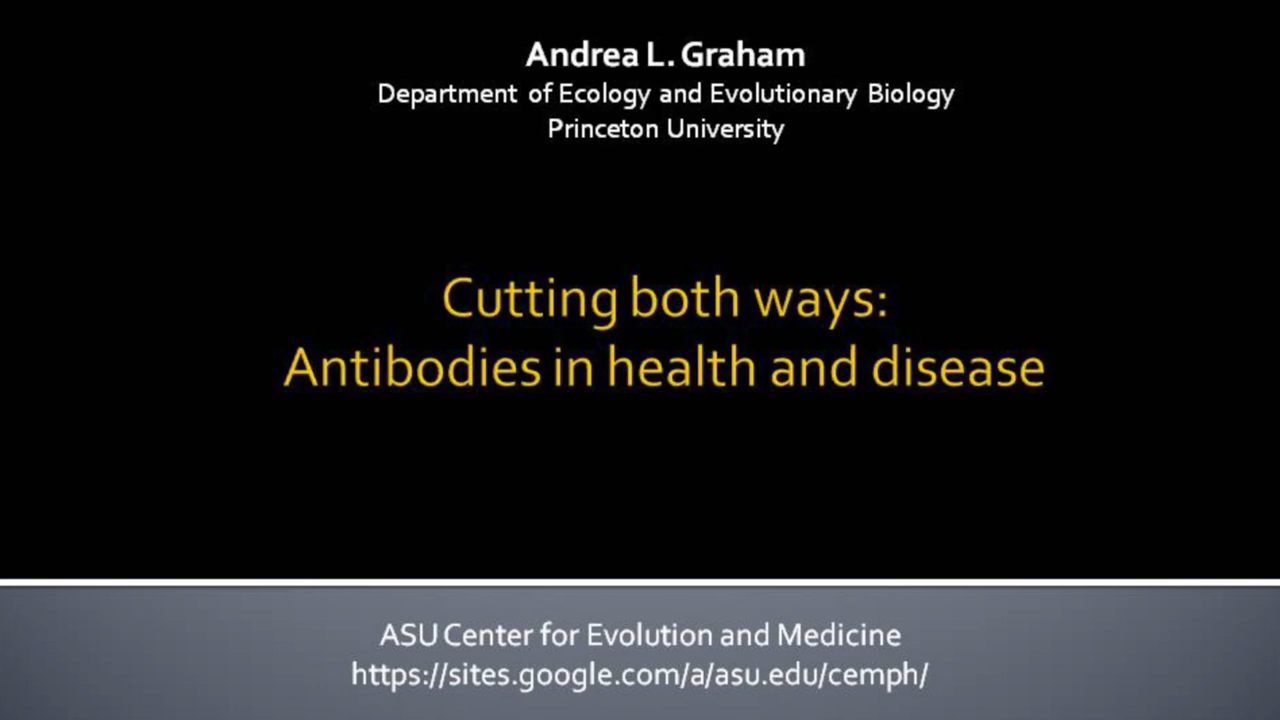 Andrea L. Graham
Department of Ecology and Evolutionary Biology
Princeton University
Cutting both ways:
Antibodies in health and disease
ASU Center for Evolution and Medicine
https://sites.google.com/a/asu.edu/cemph/